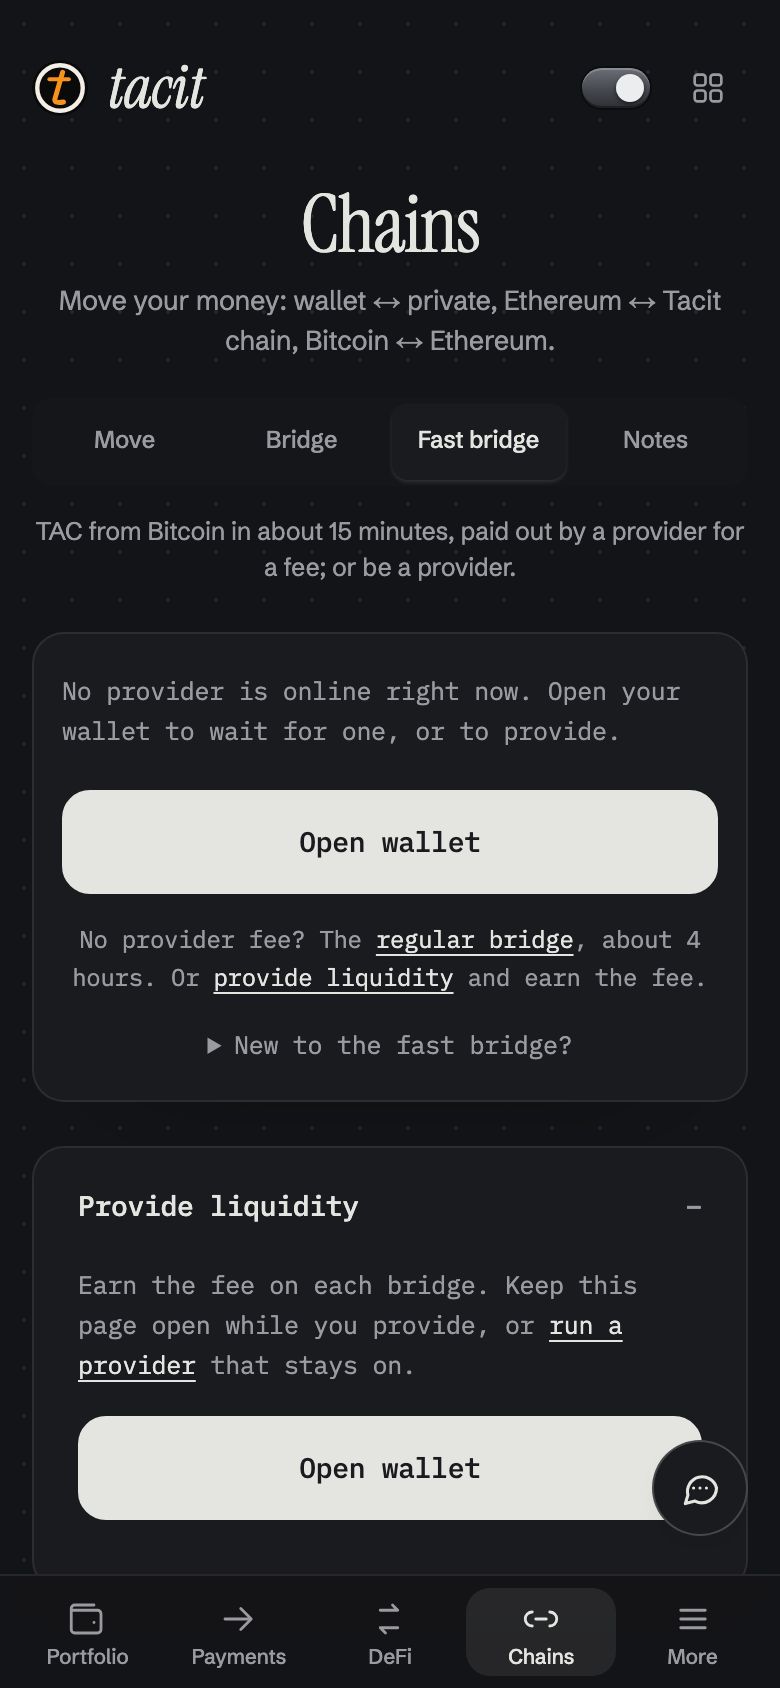 tacit
Chains
Move your money: wallet ↔ private, Ethereum ↔ Tacit
chain, Bitcoin ↔ Ethereum.
Move Bridge Fast bridge Notes
TAC from Bitcoin in about 15 minutes, paid out by a provider for
a fee; or be a provider.
No provider is online right now. Open your
wallet to wait for one, or to provide.
Open wallet
No provider fee? The regular bridge, about 4
hours. Or provide liquidity and earn the fee.
▶ New to the fast bridge?
Provide liquidity –
Earn the fee on each bridge. Keep this
page open while you provide, or run a
provider that stays on.
Open wallet
Portfolio Payments DeFi Chains More